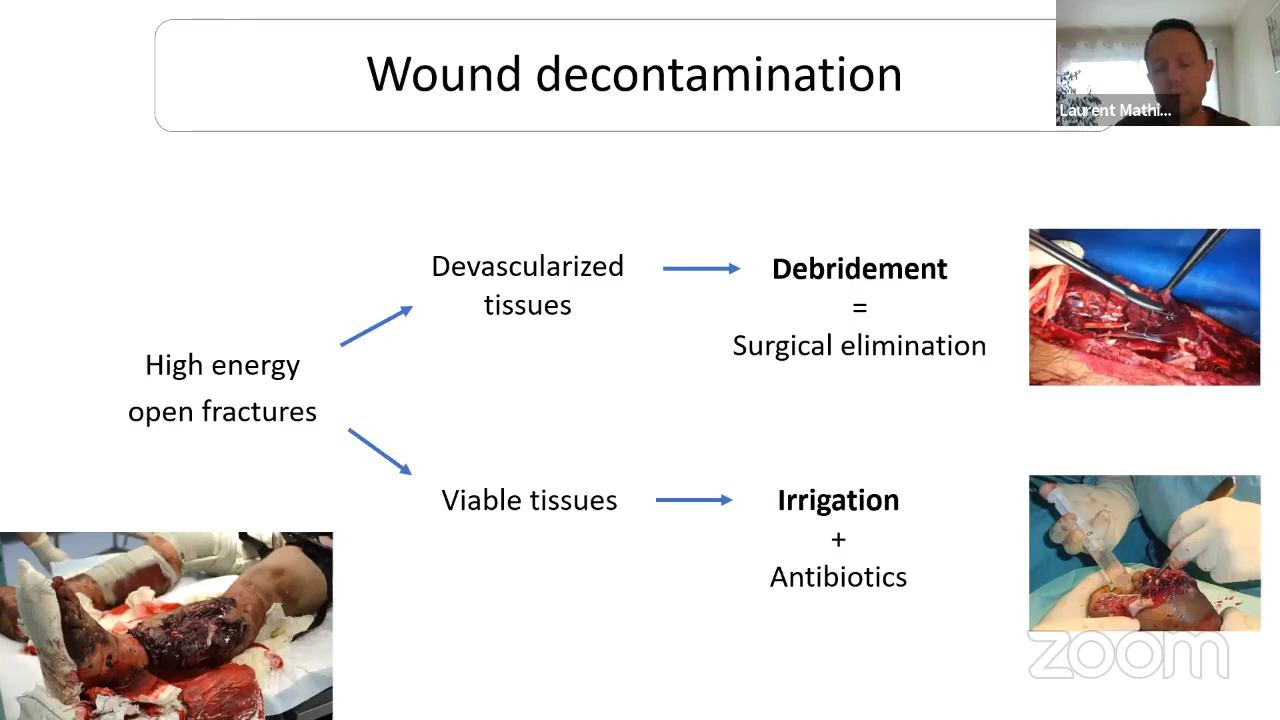 Wound decontamination
Laurent Mathi...
Devascularized
tissues
Debridement
=
Surgical elimination
High energy
open fractures
Viable tissues
Irrigation
+
Antibiotics
zoom